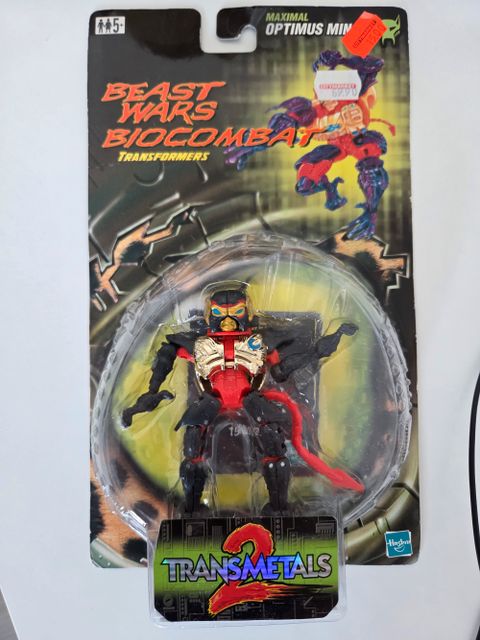 5+
MAXIMAL
OPTIMUS MIN
BEAST
WARS
BIOCOMBAT
TRANSFORMERS
2
TRANSMETALS
Hasbro